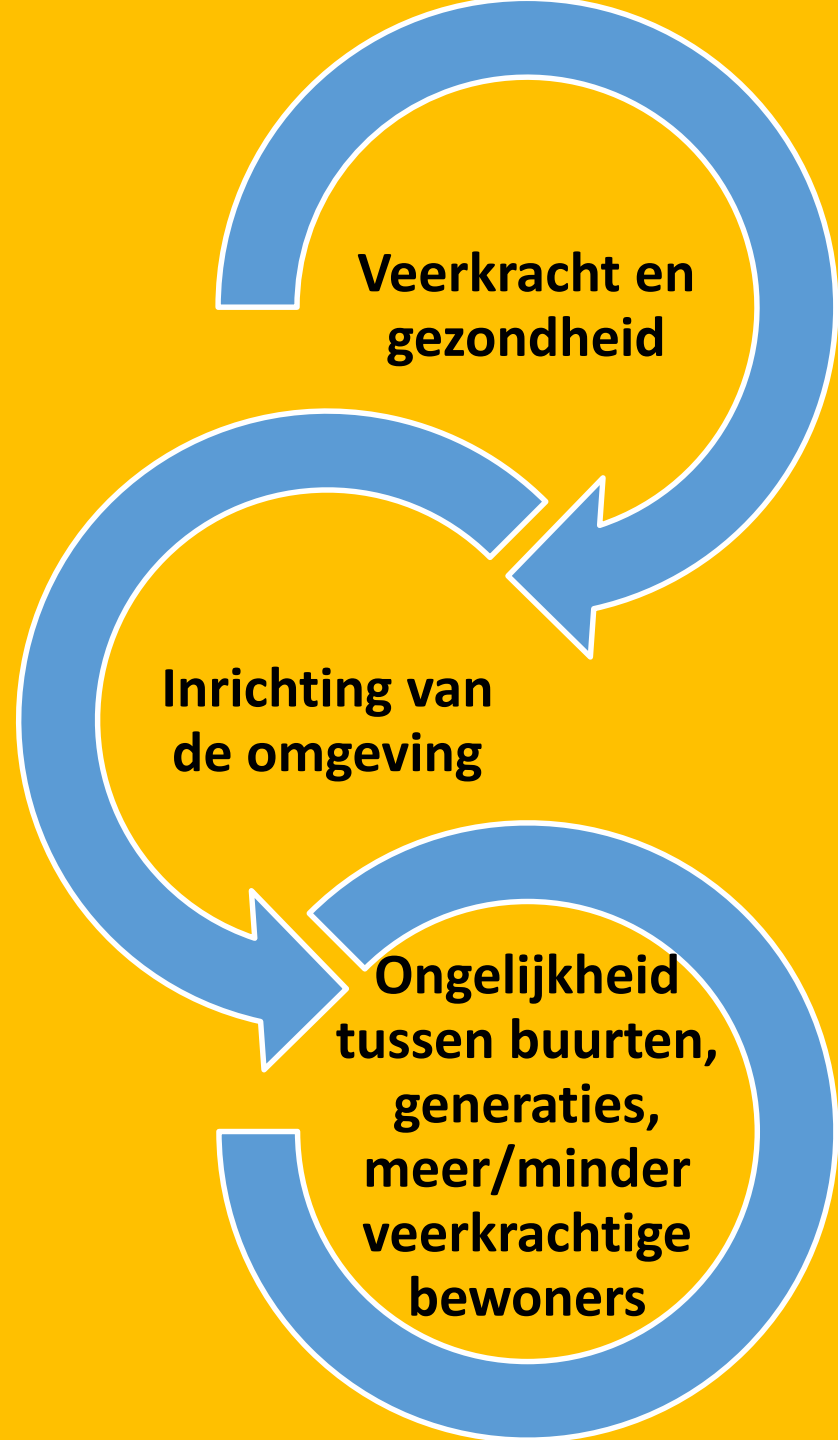 Veerkracht en
gezondheid
Inrichting van
de omgeving
Ongelijkheid
tussen buurten,
generaties,
meer/minder
veerkrachtige
bewoners